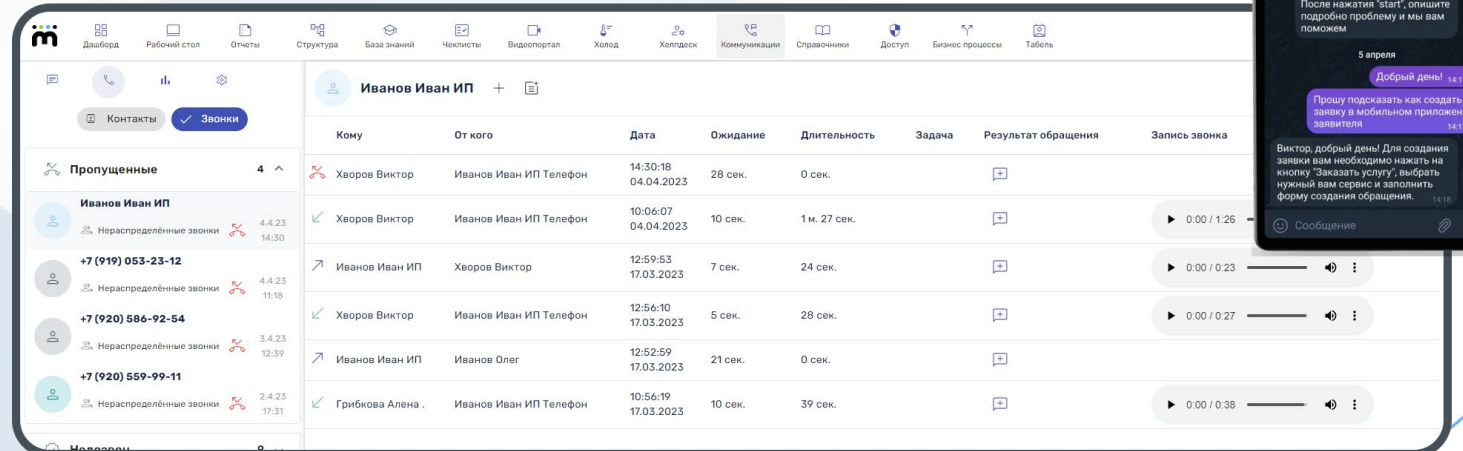 Дашборд Рабочий стол Отчеты Структура База знаний Чеклисты Видеопортал Холод Хелпдеск Коммуникации Справочники Доступ Бизнес процессы Табель
Контакты Звонки
Пропущенные 4
Иванов Иван ИП
Нераспределённые звонки 4.4.23
14:30
+7 (919) 053-23-12
Нераспределённые звонки 4.4.23
11:18
+7 (920) 586-92-54
Нераспределённые звонки 3.4.23
12:39
+7 (920) 559-99-11
Нераспределённые звонки 2.4.23
17:31
Иванов Иван ИП
Кому От кого Дата Ожидание Длительность Задача Результат обращения Запись звонка
Хворов Виктор Иванов Иван ИП Телефон 14:30:18 28 сек. 0 сек.
04.04.2023
Хворов Виктор Иванов Иван ИП Телефон 10:06:07 10 сек. 1 м. 27 сек. 0:00 / 1:26
04.04.2023
Иванов Иван ИП Хворов Виктор 12:59:53 7 сек. 24 сек. 0:00 / 0:23
17.03.2023
Хворов Виктор Иванов Иван ИП Телефон 12:56:10 5 сек. 28 сек. 0:00 / 0:27
17.03.2023
Иванов Иван ИП Иванов Олег 12:52:59 21 сек. 0 сек.
17.03.2023
Грибкова Алена . Иванов Иван ИП Телефон 10:56:19 10 сек. 39 сек. 0:00 / 0:38
17.03.2023
После нажатия "start", опишите
подробно проблему и мы вам
поможем
5 апреля
Добрый день!
Прошу подсказать как создать
заявку в мобильном
заявителя
Виктор, добрый день! Для создания
заявки вам необходимо нажать на
кнопку "Заказать услугу", выбрать
нужный вам сервис и заполнить
форму создания обращения. 14:18
Сообщение